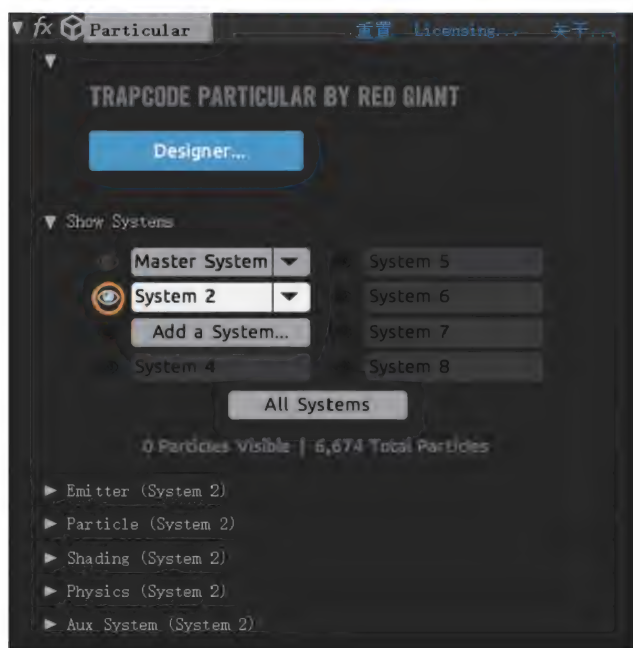 fx Particular 重置 Licensing... 关于...
TRAPCODE PARTICULAR BY RED GIANT
Designer...
Show Systems
Master System System 5
System 2 System 6
Add a System... System 7
System 4 System 8
All Systems
0 Particles Visible | 6,674 Total Particles
Emitter (System 2)
Particle (System 2)
Shading (System 2)
Physics (System 2)
Aux System (System 2)